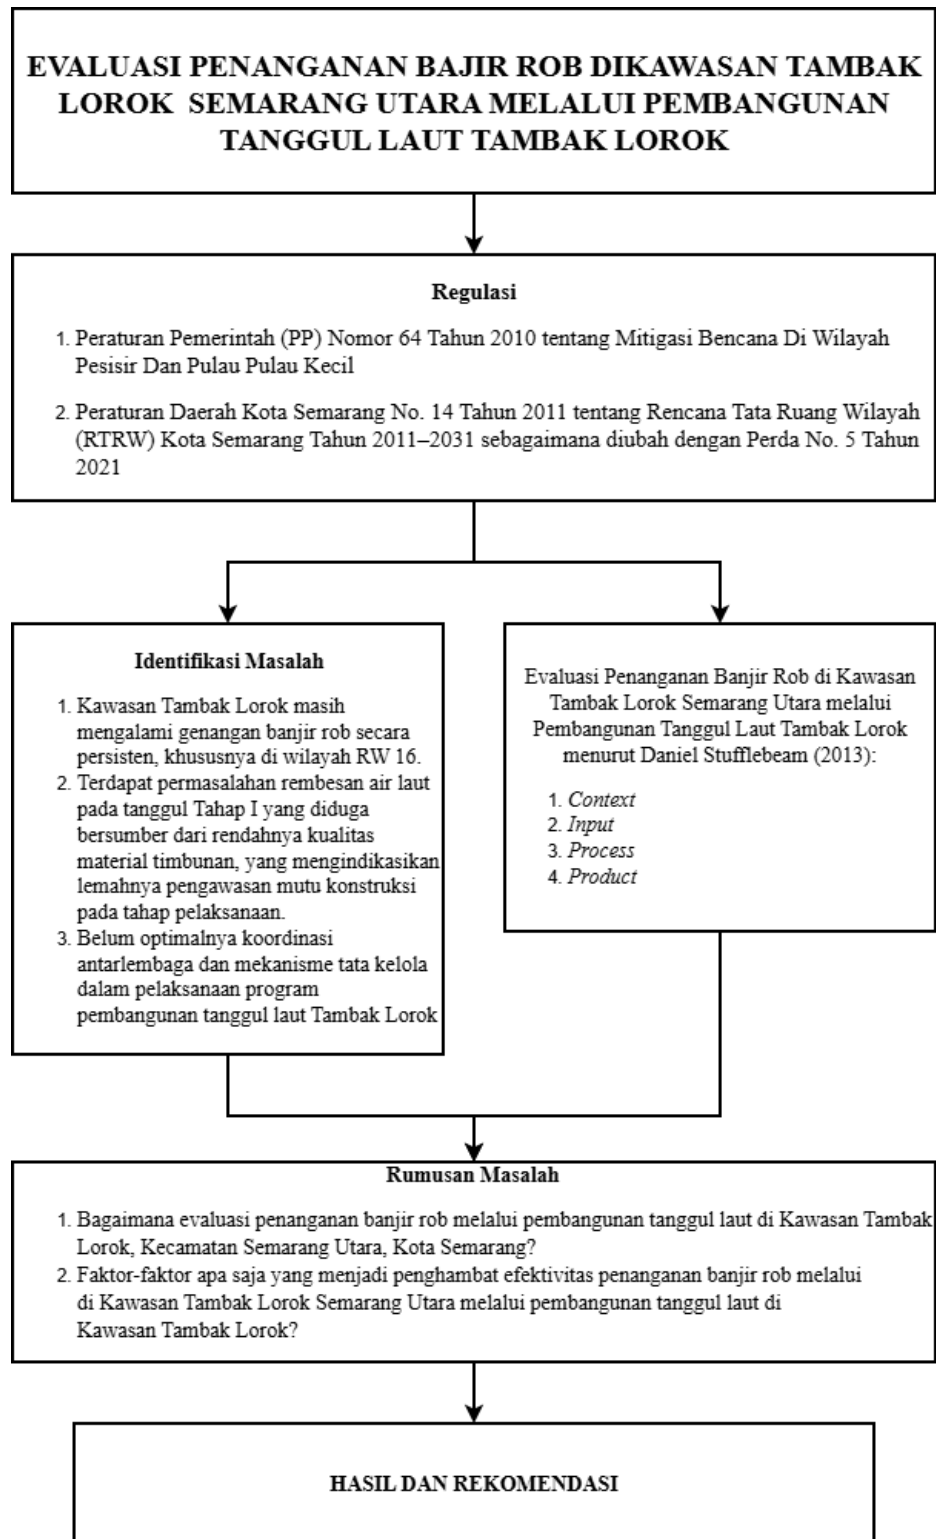 EVALUASI PENANGANAN BAJIR ROB DIKAWASAN TAMBAK
LOROK SEMARANG UTARA MELALUI PEMBANGUNAN
TANGGUL LAUT TAMBAK LOROK
Regulasi
1. Peraturan Pemerintah (PP) Nomor 64 Tahun 2010 tentang Mitigasi Bencana Di Wilayah
Pesisir Dan Pulau Pulau Kecil
2. Peraturan Daerah Kota Semarang No. 14 Tahun 2011 tentang Rencana Tata Ruang Wilayah
(RTRW) Kota Semarang Tahun 2011–2031 sebagaimana diubah dengan Perda No. 5 Tahun
2021
Identifikasi Masalah
1. Kawasan Tambak Lorok masih
mengalami genangan banjir rob secara
persisten, khususnya di wilayah RW 16.
2. Terdapat permasalahan rembesan air laut
pada tanggul Tahap I yang diduga
bersumber dari rendahnya kualitas
material timbunan, yang mengindikasikan
lemahnya pengawasan mutu konstruksi
pada tahap pelaksanaan.
3. Belum optimalnya koordinasi
antarlembaga dan mekanisme tata kelola
dalam pelaksanaan program
pembangunan tanggul laut Tambak Lorok
Evaluasi Penanganan Banjir Rob di Kawasan
Tambak Lorok Semarang Utara melalui
Pembangunan Tanggul Laut Tambak Lorok
menurut Daniel Stufflebeam (2013):
1. Context
2. Input
3. Process
4. Product
Rumusan Masalah
1. Bagaimana evaluasi penanganan banjir rob melalui pembangunan tanggul laut di Kawasan Tambak
Lorok, Kecamatan Semarang Utara, Kota Semarang?
2. Faktor-faktor apa saja yang menjadi penghambat efektivitas penanganan banjir rob melalui
di Kawasan Tambak Lorok Semarang Utara melalui pembangunan tanggul laut di
Kawasan Tambak Lorok?
HASIL DAN REKOMENDASI